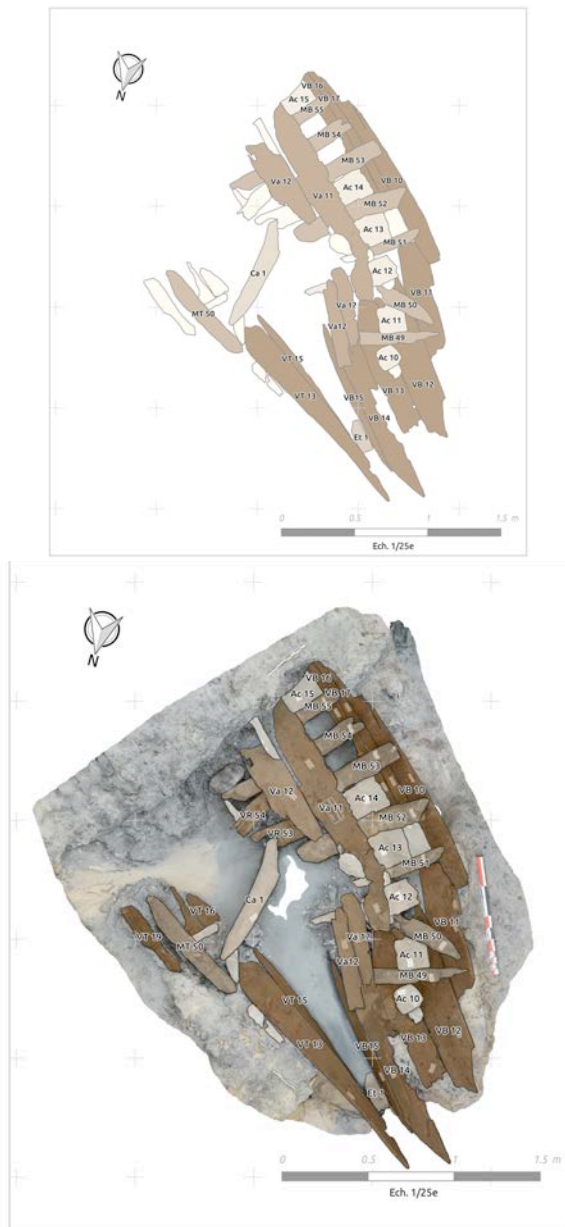 N
VB 16
Ac 15
VB 17
MB 55
MB 54
MB 53
Va 12
VB 10
Va 11
Ac 14
MB 52
Ac 13
MB 51
Ca 1
Ac 12
VB 11
MT 50
Va 12
MB 50
Ac 11
Va12
MB 49
VT 15
Ac 10
VT 13
VB15
VB 13
VB 12
VB 14
Et 1
0 0.5 1 1.5 m
Ech. 1/25e
N
VB 16
Ac 15
VB 17
MB 55
MB 54
MB 53
Va 12
VB 10
Va 11
Ac 14
VR 54
MB 52
VR 53
Ac 13
MB 51
Ca 1
Ac 12
VT 16
VB 11
VT 19
MT 50
Va 12
MB 50
Ac 11
Va12
MB 49
VT 15
Ac 10
VT 13
VB15
VB 13
VB 12
VB 14
Et 1
0 0.5 1 1.5 m
Ech. 1/25e